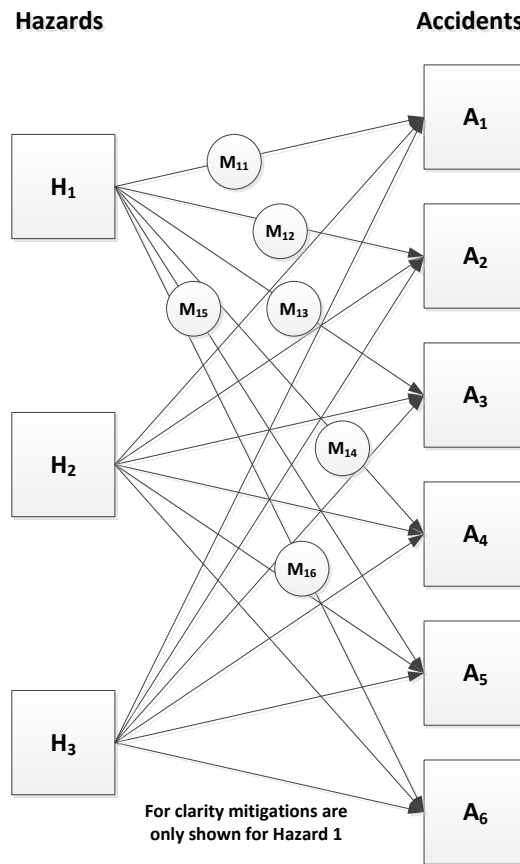 Hazards
Accidents
A₁
M₁₁
H₁
M₁₂
A₂
M₁₅
M₁₃
A₃
M₁₄
H₂
A₄
M₁₆
A₅
H₃
For clarity mitigations are
only shown for Hazard 1
A₆